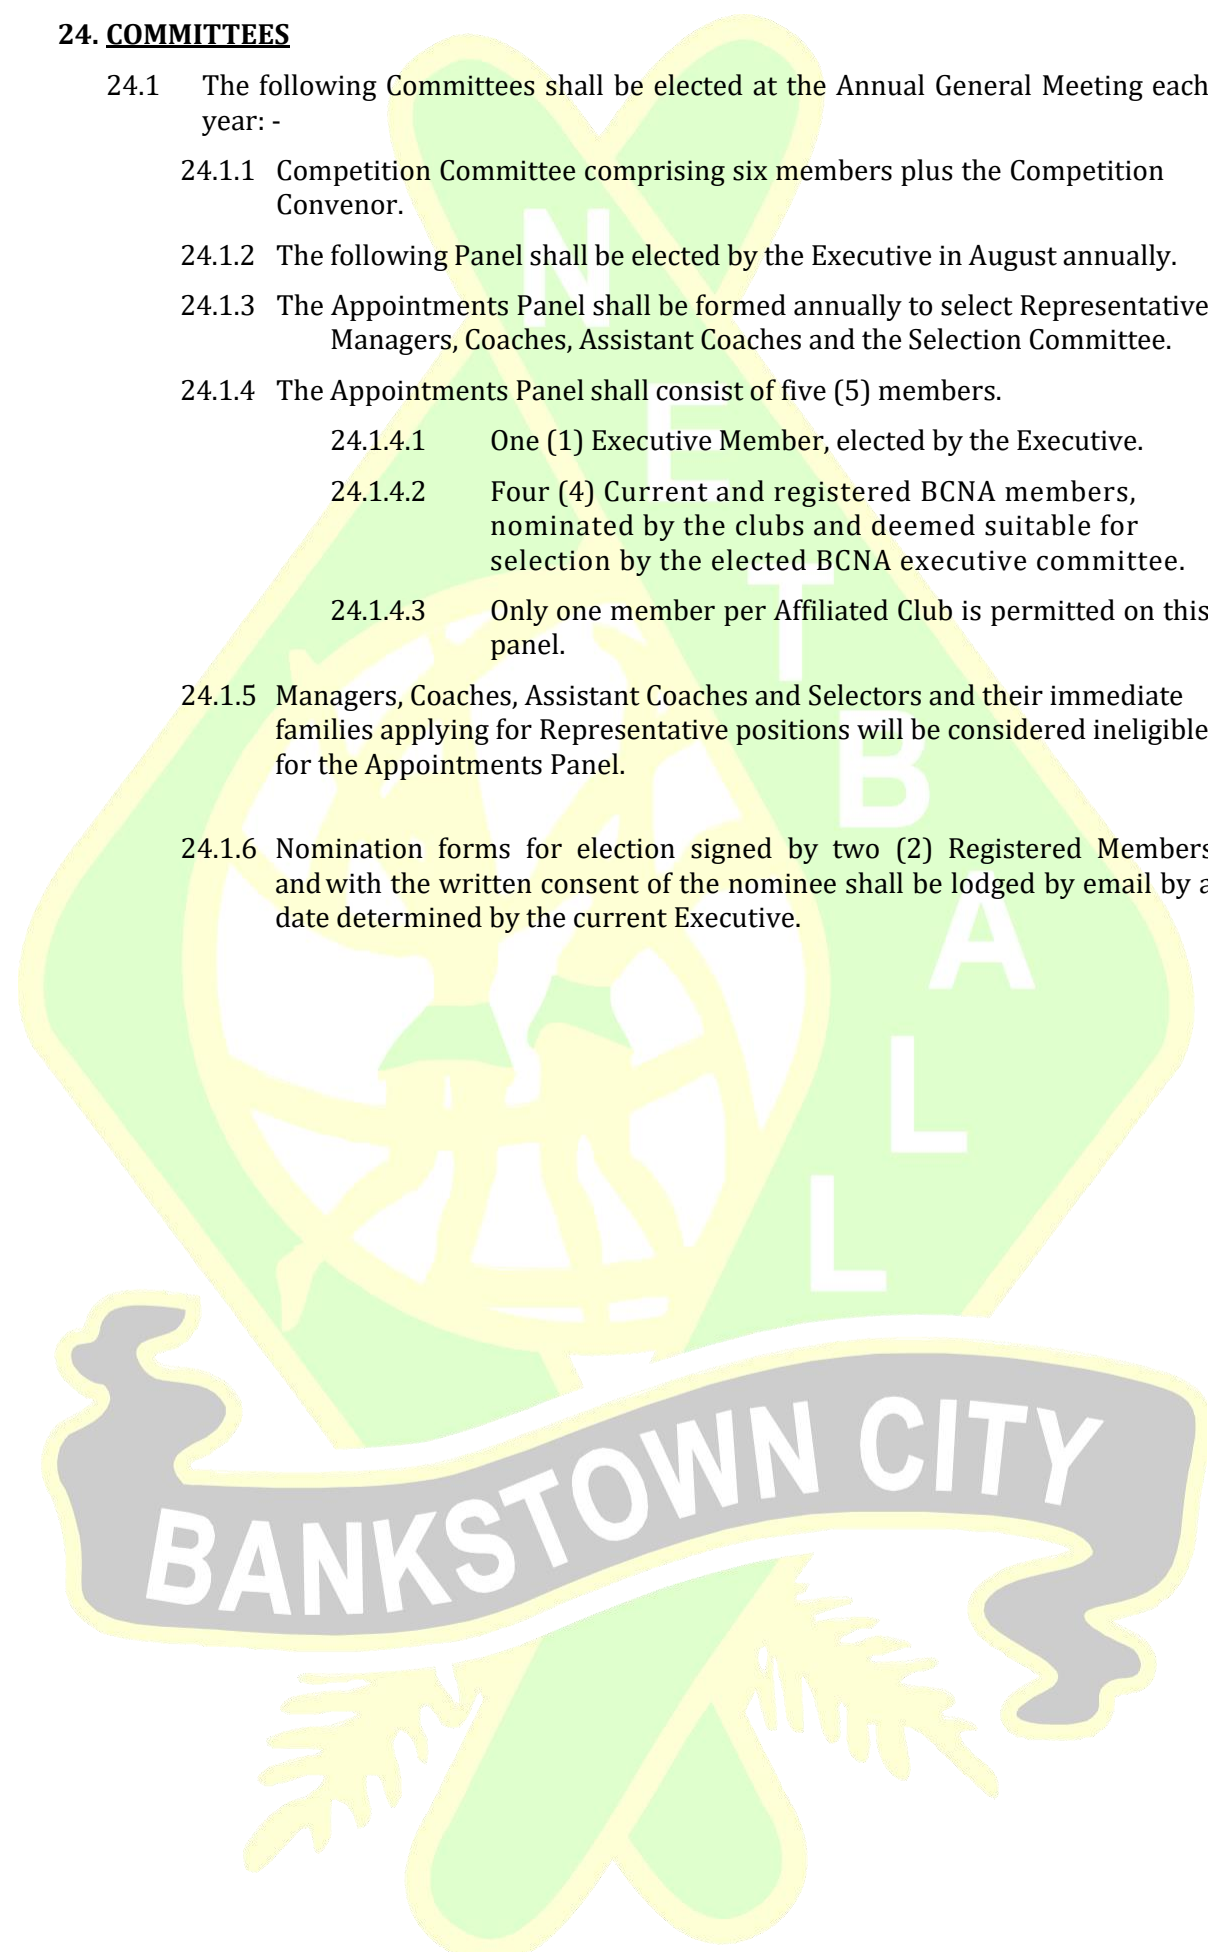 24. COMMITTEES
24.1 The following Committees shall be elected at the Annual General Meeting each
year: -
24.1.1 Competition Committee comprising six members plus the Competition
Convenor.
24.1.2 The following Panel shall be elected by the Executive in August annually.
24.1.3 The Appointments Panel shall be formed annually to select Representative
Managers, Coaches, Assistant Coaches and the Selection Committee.
24.1.4 The Appointments Panel shall consist of five (5) members.
24.1.4.1 One (1) Executive Member, elected by the Executive.
24.1.4.2 Four (4) Current and registered BCNA members,
nominated by the clubs and deemed suitable for
selection by the elected BCNA executive committee.
24.1.4.3 Only one member per Affiliated Club is permitted on this
panel.
24.1.5 Managers, Coaches, Assistant Coaches and Selectors and their immediate
families applying for Representative positions will be considered ineligible
for the Appointments Panel.
24.1.6 Nomination forms for election signed by two (2) Registered Members
and with the written consent of the nominee shall be lodged by email by a
date determined by the current Executive.
NETBALL
BANKSTOWN CITY